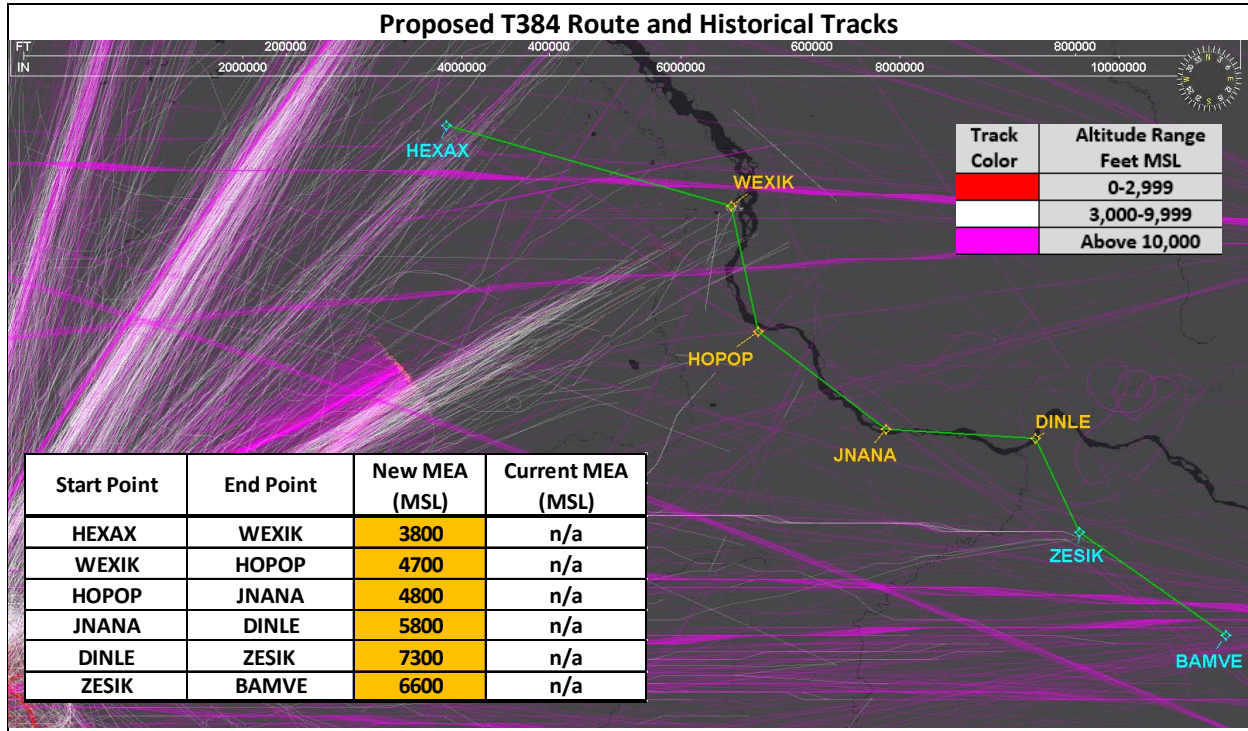 Proposed T384 Route and Historical Tracks
FT 200000 400000 600000 800000
IN 2000000 4000000 6000000 8000000 10000000
HEXAX
WEXIK
HOPOP
JNANA
DINLE
ZESIK
BAMVE
Track Color Altitude Range Feet MSL
0-2,999
3,000-9,999
Above 10,000
Start Point End Point New MEA (MSL) Current MEA (MSL)
HEXAX WEXIK 3800 n/a
WEXIK HOPOP 4700 n/a
HOPOP JNANA 4800 n/a
JNANA DINLE 5800 n/a
DINLE ZESIK 7300 n/a
ZESIK BAMVE 6600 n/a